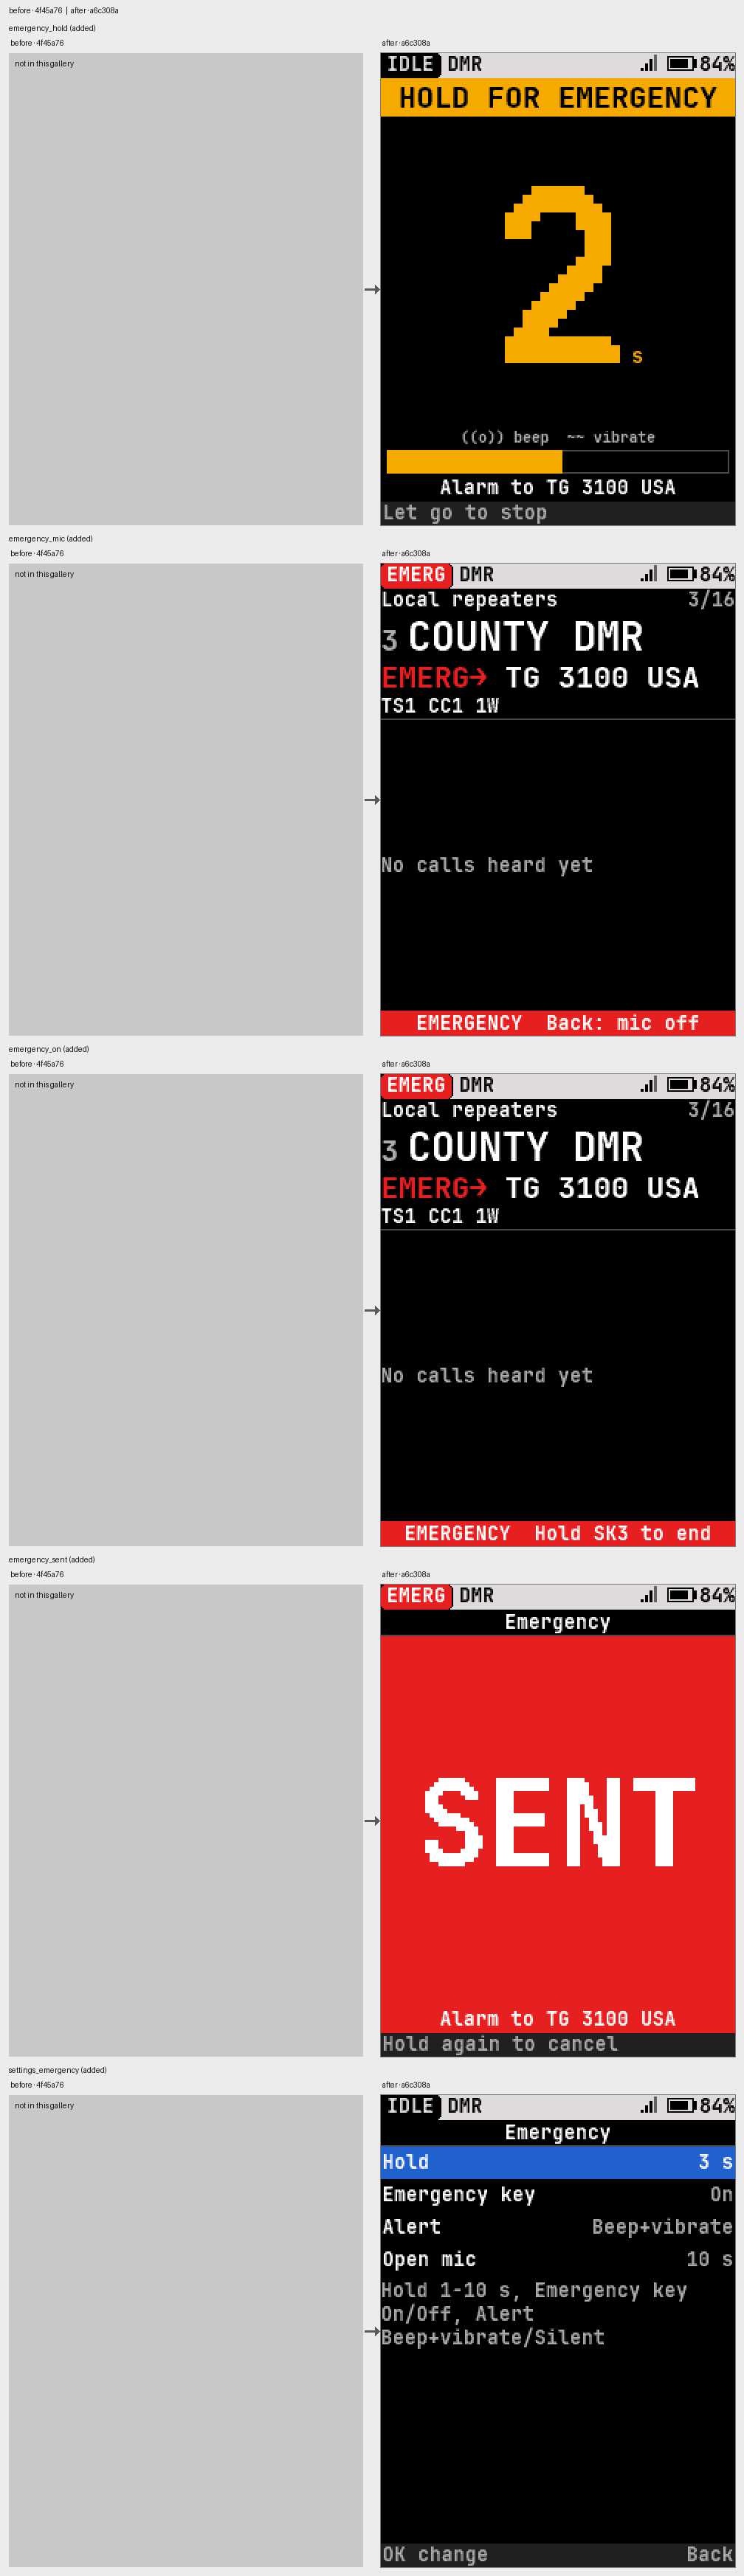 before · 4f45a76 | after · a6c308a
emergency_hold (added)
before · 4f45a76
after · a6c308a
not in this gallery
IDLE DMR 84%
HOLD FOR EMERGENCY
2 s
((o)) beep ~~ vibrate
Alarm to TG 3100 USA
Let go to stop
emergency_mic (added)
before · 4f45a76
after · a6c308a
not in this gallery
EMERG DMR 84%
Local repeaters 3/16
3 COUNTY DMR
EMERG→ TG 3100 USA
TS1 CC1 1W
No calls heard yet
EMERGENCY Back: mic off
emergency_on (added)
before · 4f45a76
after · a6c308a
not in this gallery
EMERG DMR 84%
Local repeaters 3/16
3 COUNTY DMR
EMERG→ TG 3100 USA
TS1 CC1 1W
No calls heard yet
EMERGENCY Hold SK3 to end
emergency_sent (added)
before · 4f45a76
after · a6c308a
not in this gallery
EMERG DMR 84%
Emergency
SENT
Alarm to TG 3100 USA
Hold again to cancel
settings_emergency (added)
before · 4f45a76
after · a6c308a
not in this gallery
IDLE DMR 84%
Emergency
Hold 3 s
Emergency key On
Alert Beep+vibrate
Open mic 10 s
Hold 1-10 s, Emergency key
On/Off, Alert
Beep+vibrate/Silent
OK change Back